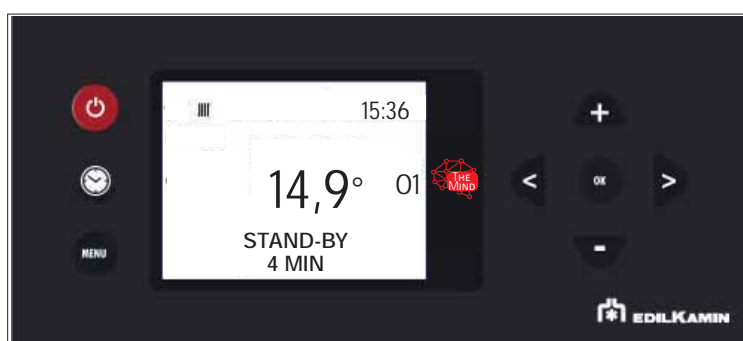 15:36
14,9° 01
THE
MIND
STAND-BY
4 MIN
MENU
+
< OK >
-
EDILKAMIN